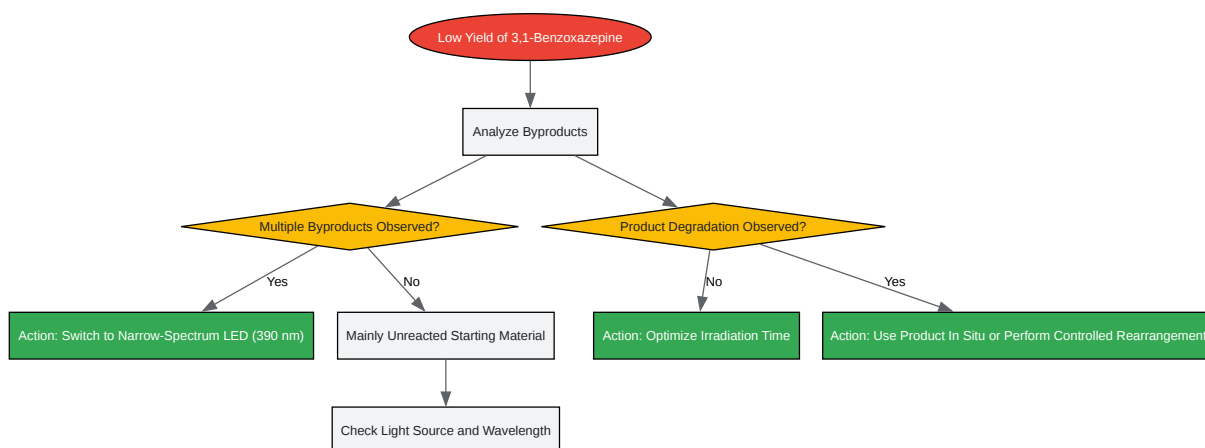 Low Yield of 3,1-Benzoxazepine
Analyze Byproducts
Multiple Byproducts Observed?
Product Degradation Observed?
Yes
No
No
Yes
Action: Switch to Narrow-Spectrum LED (390 nm)
Mainly Unreacted Starting Material
Action: Optimize Irradiation Time
Action: Use Product In Situ or Perform Controlled Rearrangement
Check Light Source and Wavelength